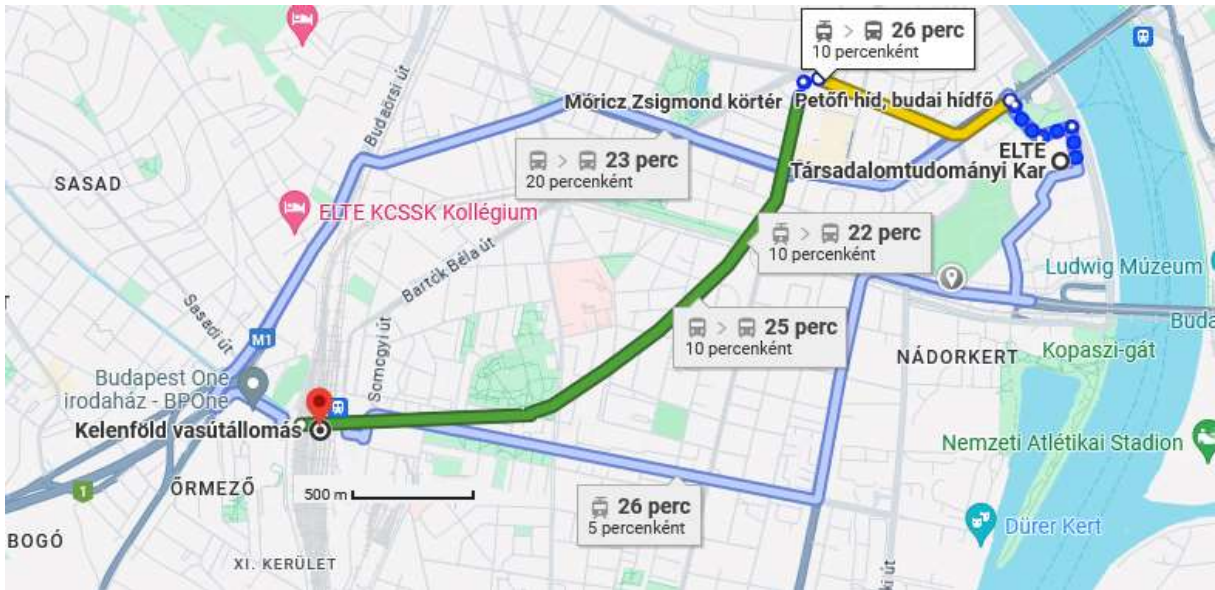 > 26 perc
10 percenként
Budaörsi út
Móricz Zsigmond körtér
Petőfi híd, budai hídfő
ELTE
Társadalomtudományi Kar
> 23 perc
20 percenként
SASAD
ELTE KCSSK Kollégium
> 22 perc
10 percenként
Bartók Béla út
Ludwig Múzeum
Sasadi út
> 25 perc
10 percenként
Buda
M1
Somogyi út
NÁDORKERT
Kopaszi-gát
Budapest One
irodaház - BPOne
Kelenföld vasútállomás
Nemzeti Atlétikai Stadion
ŐRMEZŐ
500 m
1
26 perc
5 percenként
Dürer Kert
BOGÓ
XI. KERÜLET
ki út